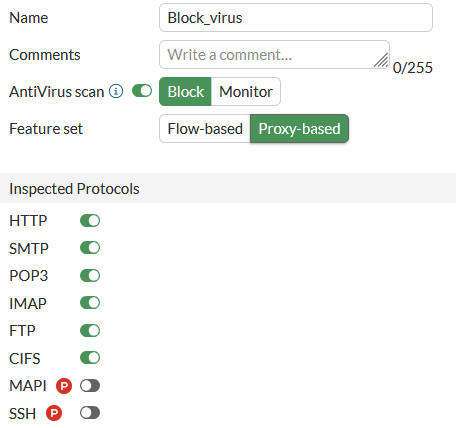 Name Block_virus
Comments Write a comment... 0/255
AntiVirus scan i Block Monitor
Feature set Flow-based Proxy-based
Inspected Protocols
HTTP
SMTP
POP3
IMAP
FTP
CIFS
MAPI P
SSH P